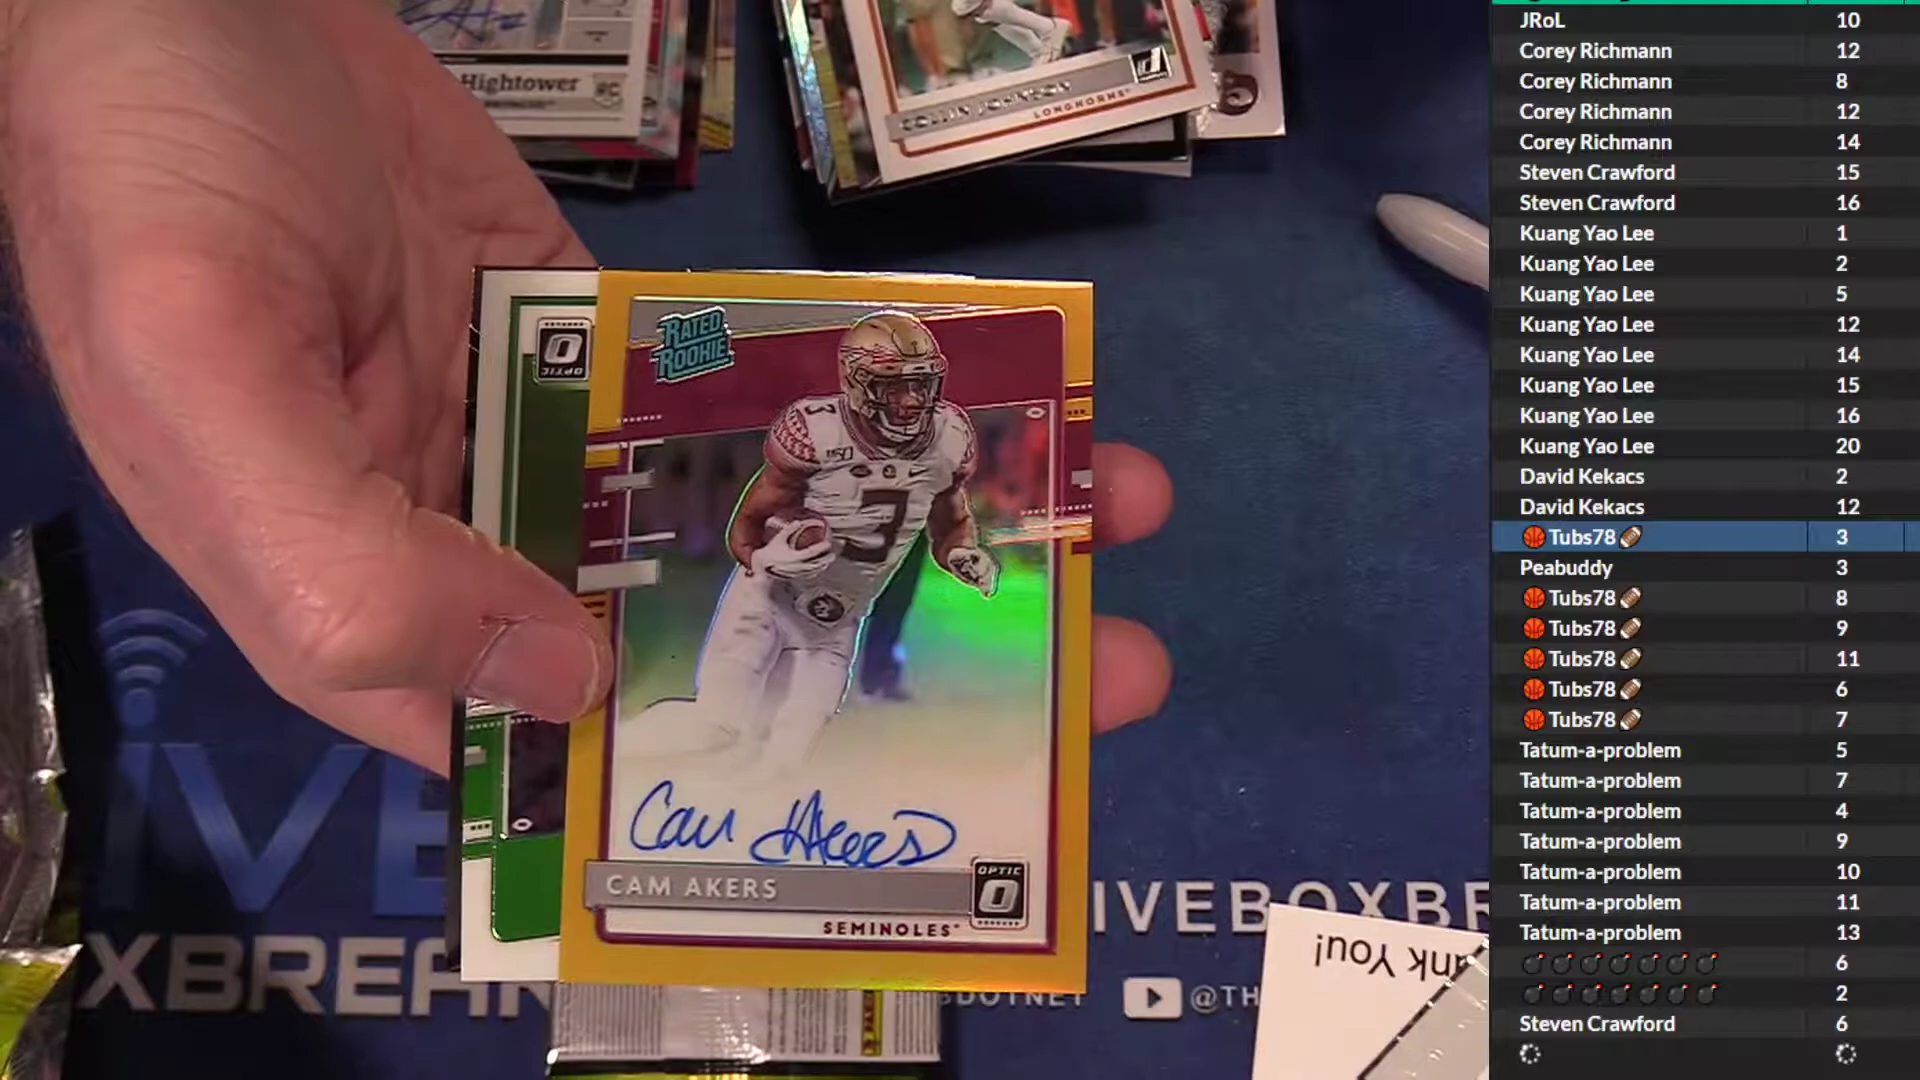 Hightower
RC
COLLIN JOHNSON
LONGHORNS
RATED
ROOKIE
OPTIC
3
150
3
Cam Akers
CAM AKERS
OPTIC
SEMINOLES
IVEBOXBR
XBREA
@TH
Thank You!
JRoL 10
Corey Richmann 12
Corey Richmann 8
Corey Richmann 12
Corey Richmann 14
Steven Crawford 15
Steven Crawford 16
Kuang Yao Lee 1
Kuang Yao Lee 2
Kuang Yao Lee 5
Kuang Yao Lee 12
Kuang Yao Lee 14
Kuang Yao Lee 15
Kuang Yao Lee 16
Kuang Yao Lee 20
David Kekacs 2
David Kekacs 12
🏀Tubs78🏈 3
Peabuddy 3
🏀Tubs78🏈 8
🏀Tubs78🏈 9
🏀Tubs78🏈 11
🏀Tubs78🏈 6
🏀Tubs78🏈 7
Tatum-a-problem 5
Tatum-a-problem 7
Tatum-a-problem 4
Tatum-a-problem 9
Tatum-a-problem 10
Tatum-a-problem 11
Tatum-a-problem 13
💣💣💣💣💣💣💣 6
💣💣💣💣💣💣💣 2
Steven Crawford 6